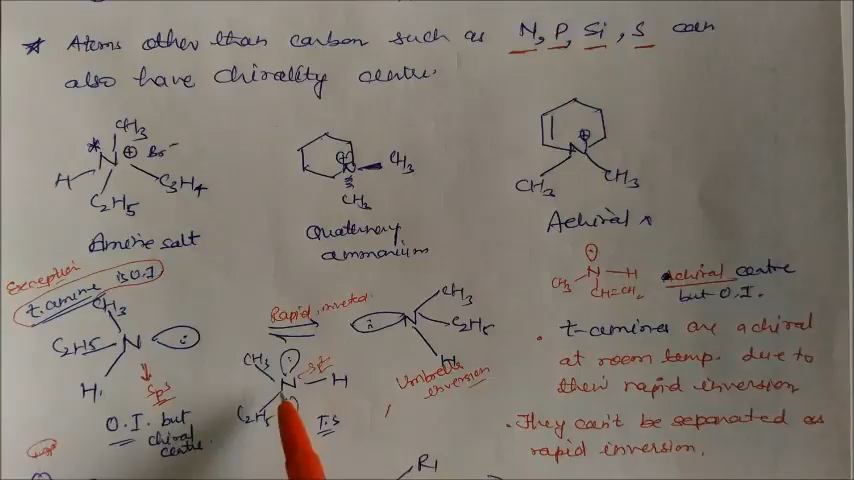 * Atoms other than carbon such as N, P, Si, S can
also have chirality centre.
CH3
* N ⊕ Br-
H
C2H5
C3H4
Amine salt
⊕
N
CH3
CH3
Quaternary
ammonium
⊕
N
CH3
CH3
Achiral
Exception
t.amine is O.I
CH3
C2H5 N :
H
Sp3
O.I. but
chiral
centre.
Rapid
CH3
:
N H
C2H5
T.S
: N
CH3
C2H5
H
Umbrella
inversion
CH3 N H
CH=CH2
achiral centre
but O.I.
. t-amines are achiral
at room temp. due to
their rapid inversion
. They can't be separated as
rapid inversion.
R1